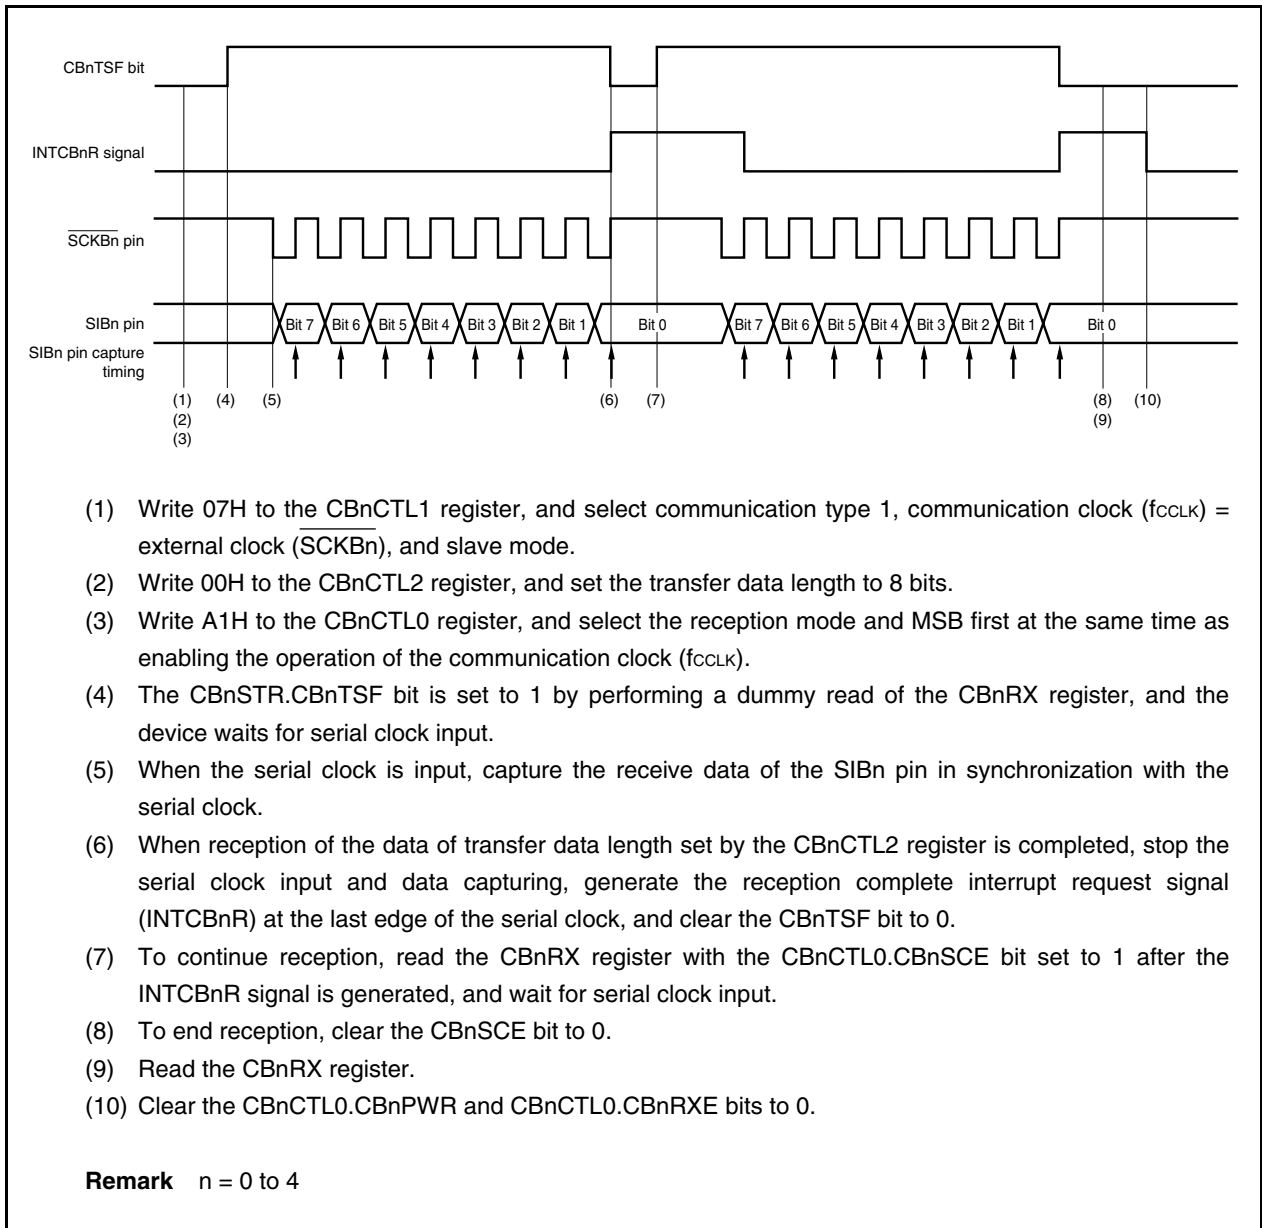 CBnTSF bit
INTCBnR signal
SCKBn pin
SIBn pin
Bit 7 Bit 6 Bit 5 Bit 4 Bit 3 Bit 2 Bit 1 Bit 0 Bit 7 Bit 6 Bit 5 Bit 4 Bit 3 Bit 2 Bit 1 Bit 0
SIBn pin capture
timing
(1) (4) (5) (6) (7) (8) (10)
(2) (9)
(3)
(1) Write 07H to the CBnCTL1 register, and select communication type 1, communication clock (fCCLK) =
external clock (SCKBn), and slave mode.
(2) Write 00H to the CBnCTL2 register, and set the transfer data length to 8 bits.
(3) Write A1H to the CBnCTL0 register, and select the reception mode and MSB first at the same time as
enabling the operation of the communication clock (fCCLK).
(4) The CBnSTR.CBnTSF bit is set to 1 by performing a dummy read of the CBnRX register, and the
device waits for serial clock input.
(5) When the serial clock is input, capture the receive data of the SIBn pin in synchronization with the
serial clock.
(6) When reception of the data of transfer data length set by the CBnCTL2 register is completed, stop the
serial clock input and data capturing, generate the reception complete interrupt request signal
(INTCBnR) at the last edge of the serial clock, and clear the CBnTSF bit to 0.
(7) To continue reception, read the CBnRX register with the CBnCTL0.CBnSCE bit set to 1 after the
INTCBnR signal is generated, and wait for serial clock input.
(8) To end reception, clear the CBnSCE bit to 0.
(9) Read the CBnRX register.
(10) Clear the CBnCTL0.CBnPWR and CBnCTL0.CBnRXE bits to 0.
Remark n = 0 to 4